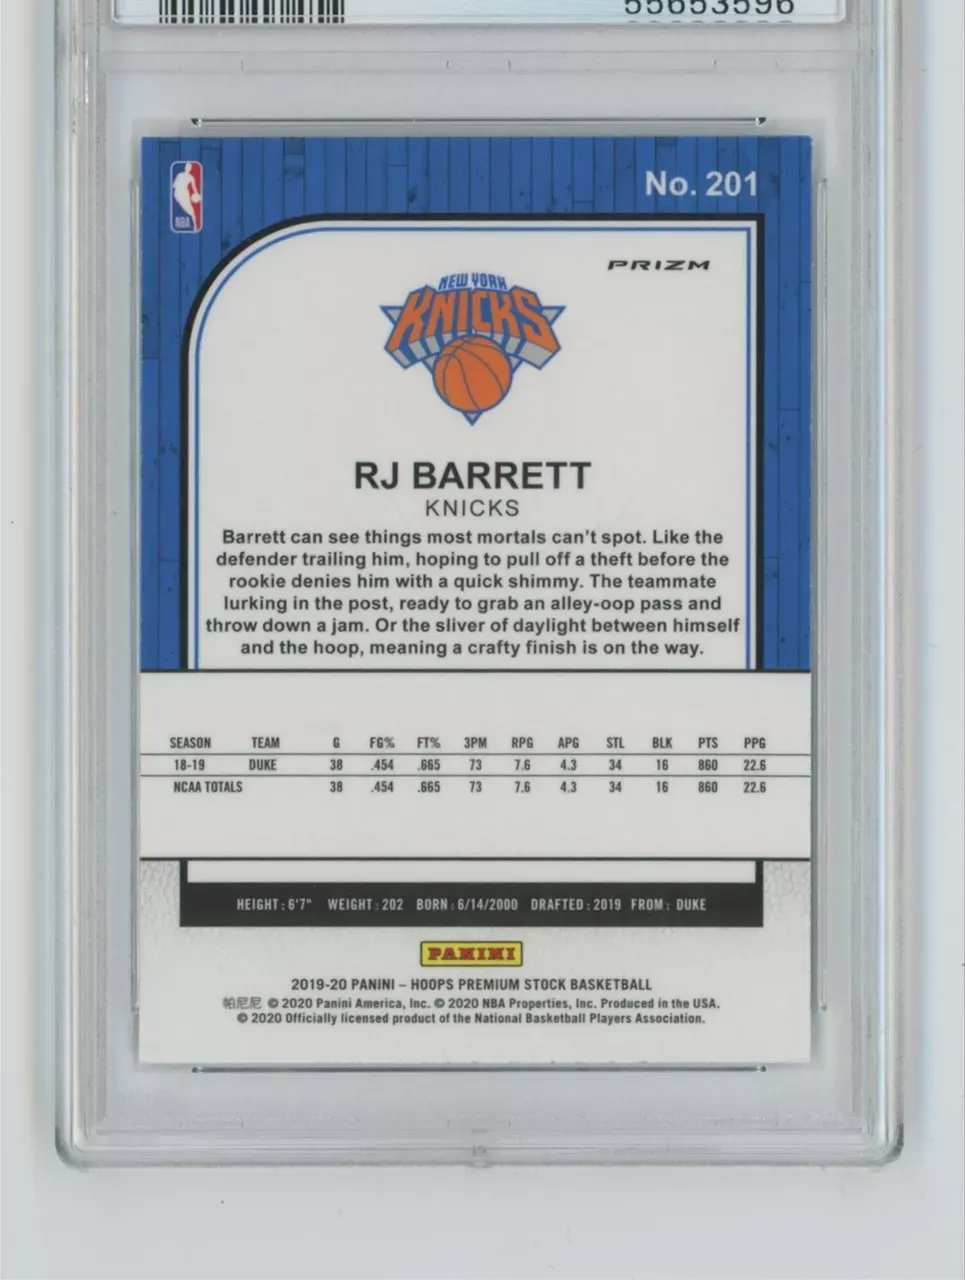 55653596
NBA
No. 201
PRIZM
NEW YORK
KNICKS
RJ BARRETT
KNICKS
Barrett can see things most mortals can't spot. Like the
defender trailing him, hoping to pull off a theft before the
rookie denies him with a quick shimmy. The teammate
lurking in the post, ready to grab an alley-oop pass and
throw down a jam. Or the sliver of daylight between himself
and the hoop, meaning a crafty finish is on the way.
SEASON TEAM G FG% FT% 3PM RPG APG STL BLK PTS PPG
18-19 DUKE 38 .454 .665 73 7.6 4.3 34 16 860 22.6
NCAA TOTALS 38 .454 .665 73 7.6 4.3 34 16 860 22.6
HEIGHT: 6'7" WEIGHT: 202 BORN: 6/14/2000 DRAFTED: 2019 FROM: DUKE
PANINI
2019-20 PANINI – HOOPS PREMIUM STOCK BASKETBALL
帕尼尼 © 2020 Panini America, Inc. © 2020 NBA Properties, Inc. Produced in the USA.
© 2020 Officially licensed product of the National Basketball Players Association.